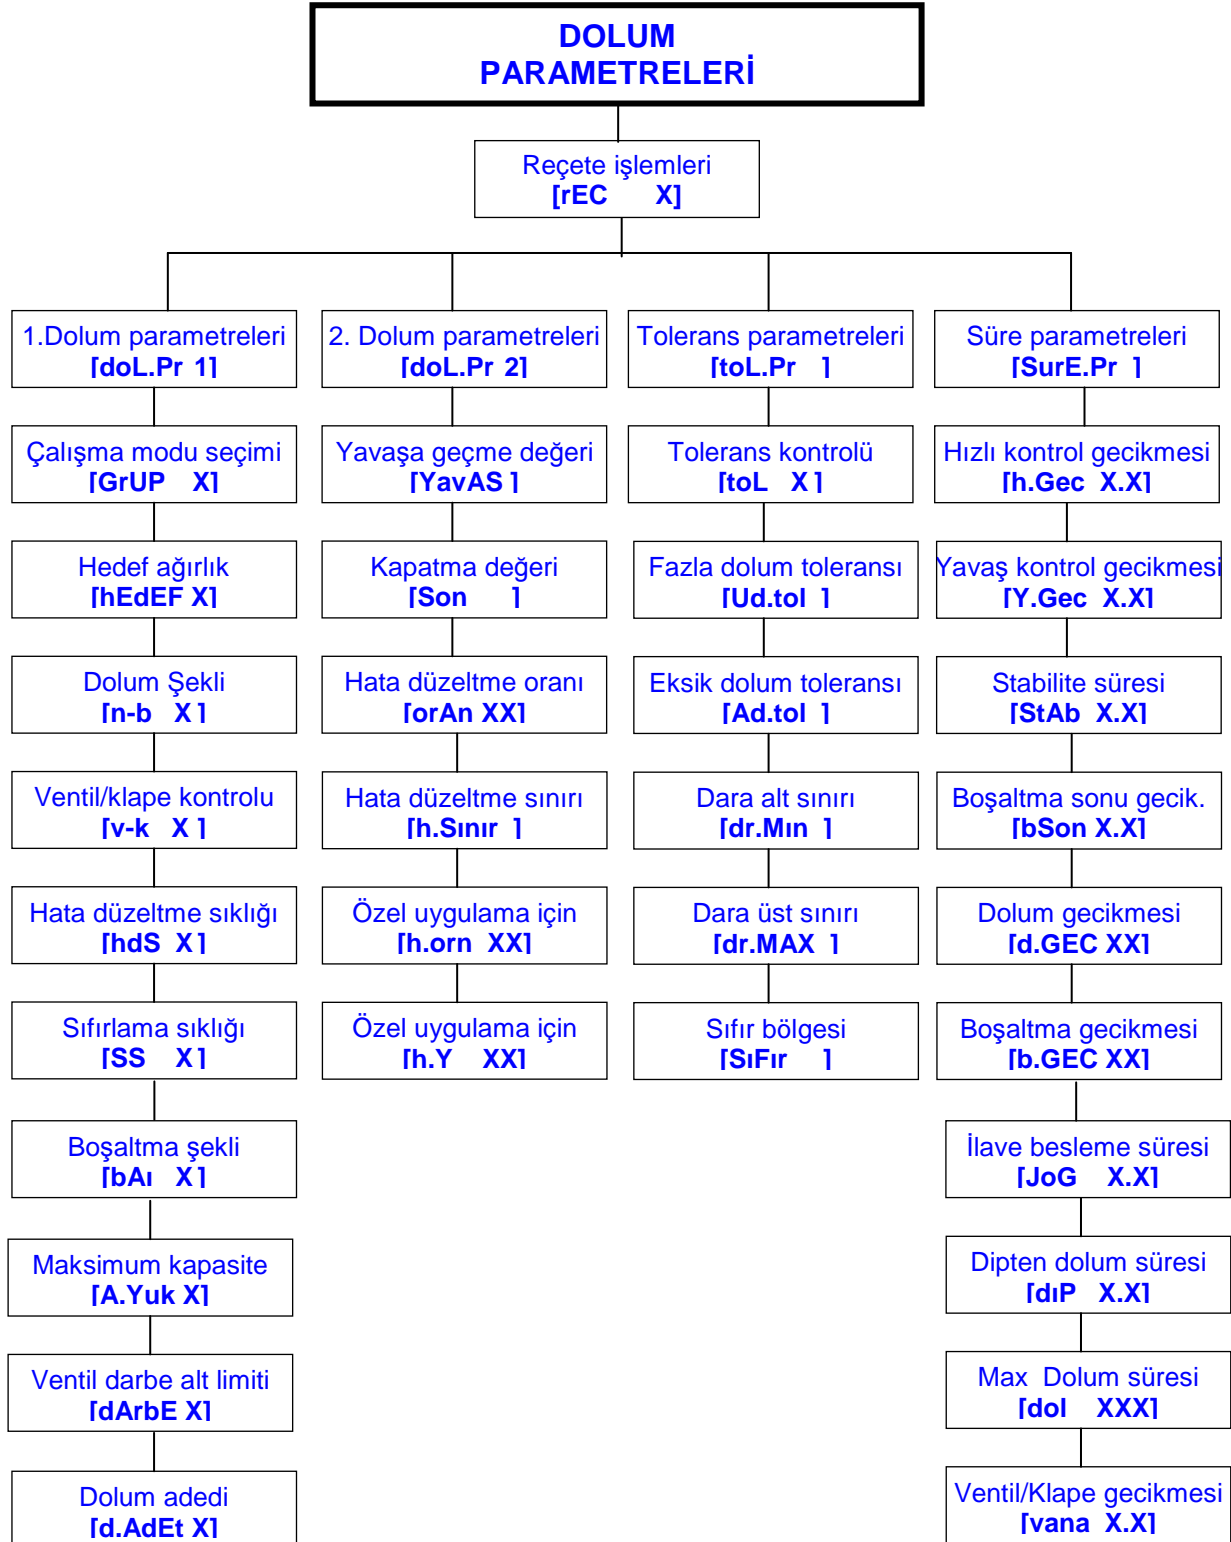 DOLUM
PARAMETRELERİ
Reçete işlemleri
[rEC X]
1.Dolum parametreleri
[doL.Pr 1]
Çalışma modu seçimi
[GrUP X]
Hedef ağırlık
[hEdEF X]
Dolum Şekli
[n-b X ]
Ventil/klape kontrolu
[v-k X ]
Hata düzeltme sıklığı
[hdS X ]
Sıfırlama sıklığı
[SS X ]
Boşaltma şekli
[bAı X ]
Maksimum kapasite
[A.Yuk X]
Ventil darbe alt limiti
[dArbE X]
Dolum adedi
[d.AdEt X]
2. Dolum parametreleri
[doL.Pr 2]
Yavaşa geçme değeri
[YavAS ]
Kapatma değeri
[Son ]
Hata düzeltme oranı
[orAn XX]
Hata düzeltme sınırı
[h.Sınır ]
Özel uygulama için
[h.orn XX]
Özel uygulama için
[h.Y XX]
Tolerans parametreleri
[toL.Pr ]
Tolerans kontrolü
[toL X ]
Fazla dolum toleransı
[Ud.tol ]
Eksik dolum toleransı
[Ad.tol ]
Dara alt sınırı
[dr.Mın ]
Dara üst sınırı
[dr.MAX ]
Sıfır bölgesi
[SıFır ]
Süre parametreleri
[SurE.Pr ]
Hızlı kontrol gecikmesi
[h.Gec X.X]
Yavaş kontrol gecikmesi
[Y.Gec X.X]
Stabilite süresi
[StAb X.X]
Boşaltma sonu gecik.
[bSon X.X]
Dolum gecikmesi
[d.GEC XX]
Boşaltma gecikmesi
[b.GEC XX]
İlave besleme süresi
[JoG X.X]
Dipten dolum süresi
[dıP X.X]
Max Dolum süresi
[dol XXX]
Ventil/Klape gecikmesi
[vana X.X]